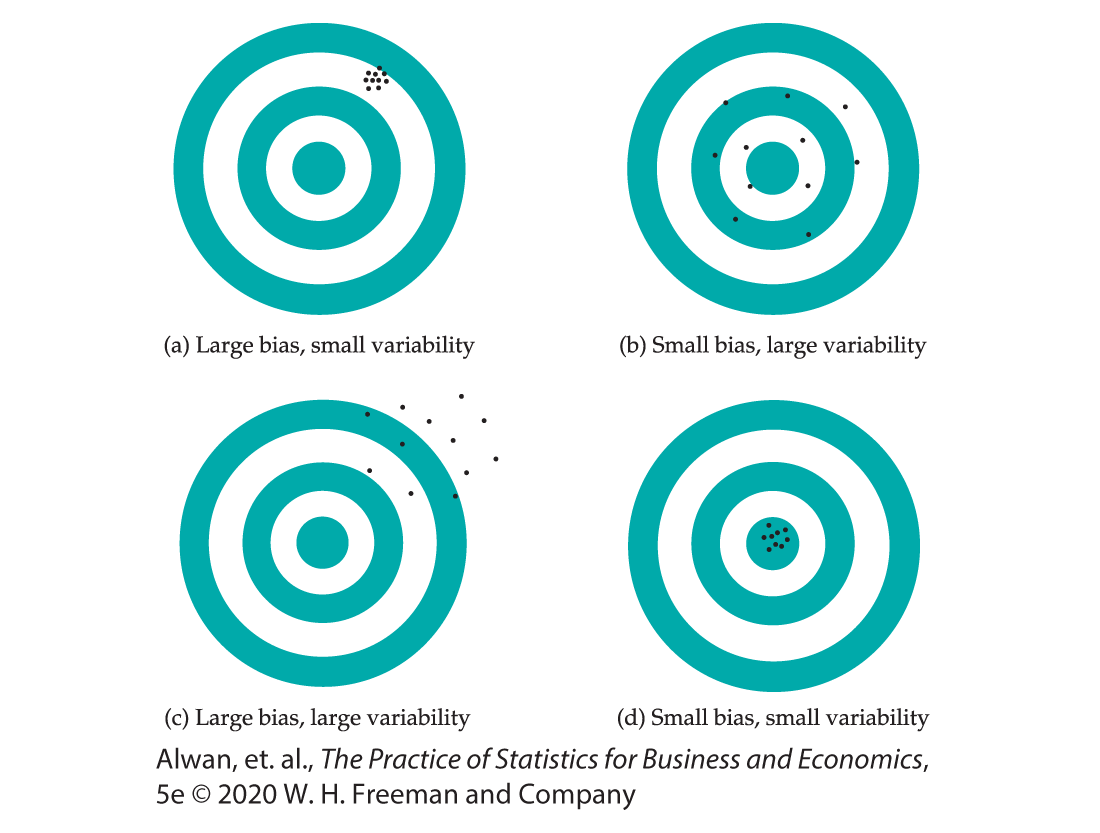 (a) Large bias, small variability
(b) Small bias, large variability
(c) Large bias, large variability
(d) Small bias, small variability
Alwan, et. al., The Practice of Statistics for Business and Economics,
5e © 2020 W. H. Freeman and Company